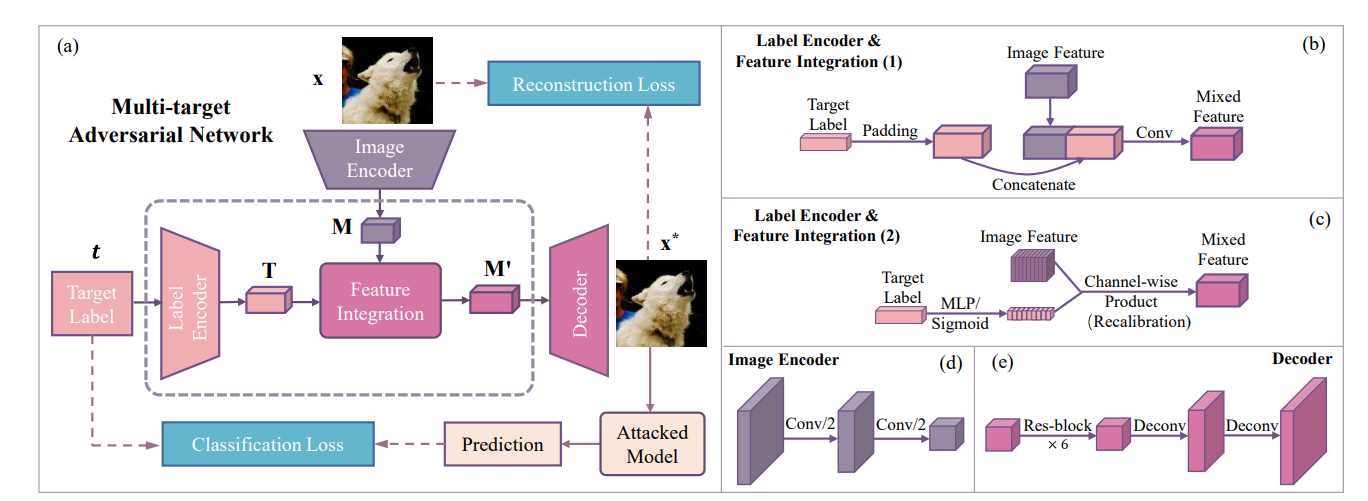 (a)
x
Reconstruction Loss
Multi-target
Adversarial Network
Image
Encoder
M
t
T
M'
x*
Target
Label
Label
Encoder
Feature
Integration
Decoder
Classification Loss
Prediction
Attacked
Model
Label Encoder &
Feature Integration (1)
(b)
Image Feature
Target
Label
Padding
Concatenate
Conv
Mixed
Feature
Label Encoder &
Feature Integration (2)
(c)
Image Feature
Target
Label
MLP/
Sigmoid
Channel-wise
Product
(Recalibration)
Mixed
Feature
Image Encoder
(d)
Conv/2
Conv/2
(e)
Decoder
Res-block
× 6
Deconv
Deconv